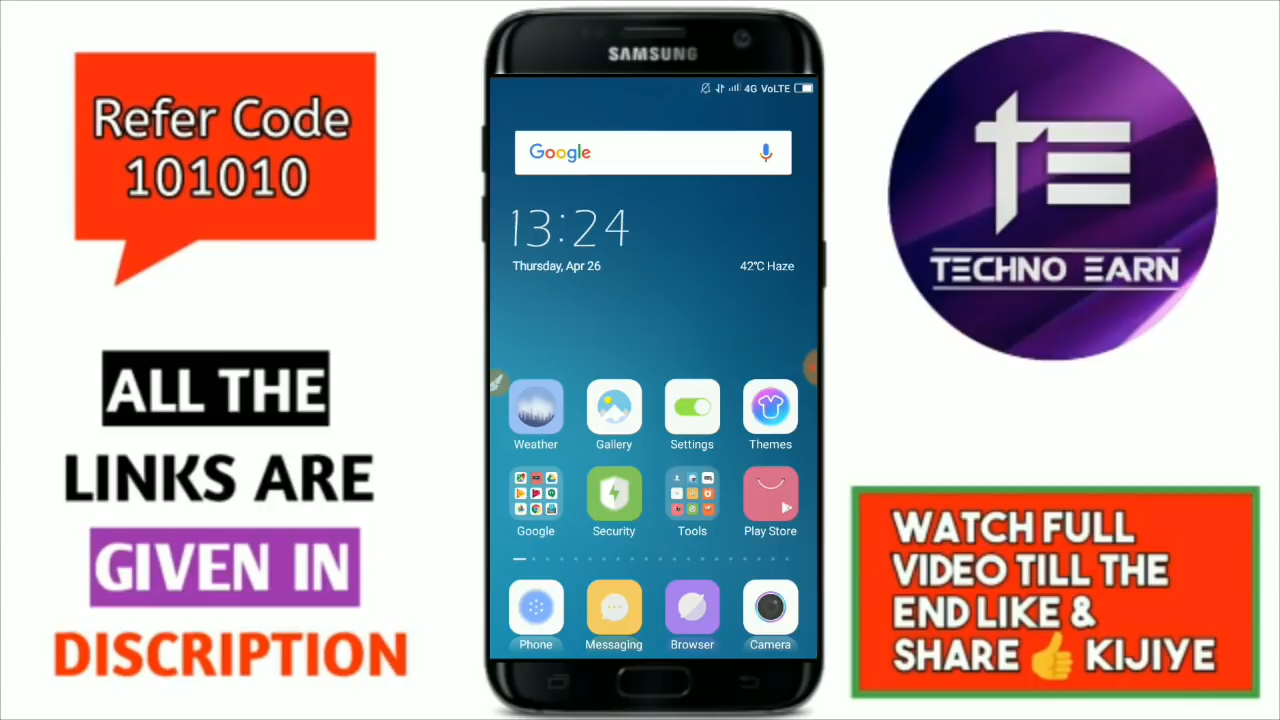 Refer Code
101010
ALL THE
LINKS ARE
GIVEN IN
DISCRIPTION
SAMSUNG
4G VoLTE
Google
13:24
Thursday, Apr 26
42℃ Haze
Weather
Gallery
Settings
Themes
Google
Security
Tools
Play Store
Phone
Messaging
Browser
Camera
TE
TECHNO EARN
WATCH FULL
VIDEO TILL THE
END LIKE &
SHARE 👍 KIJIYE